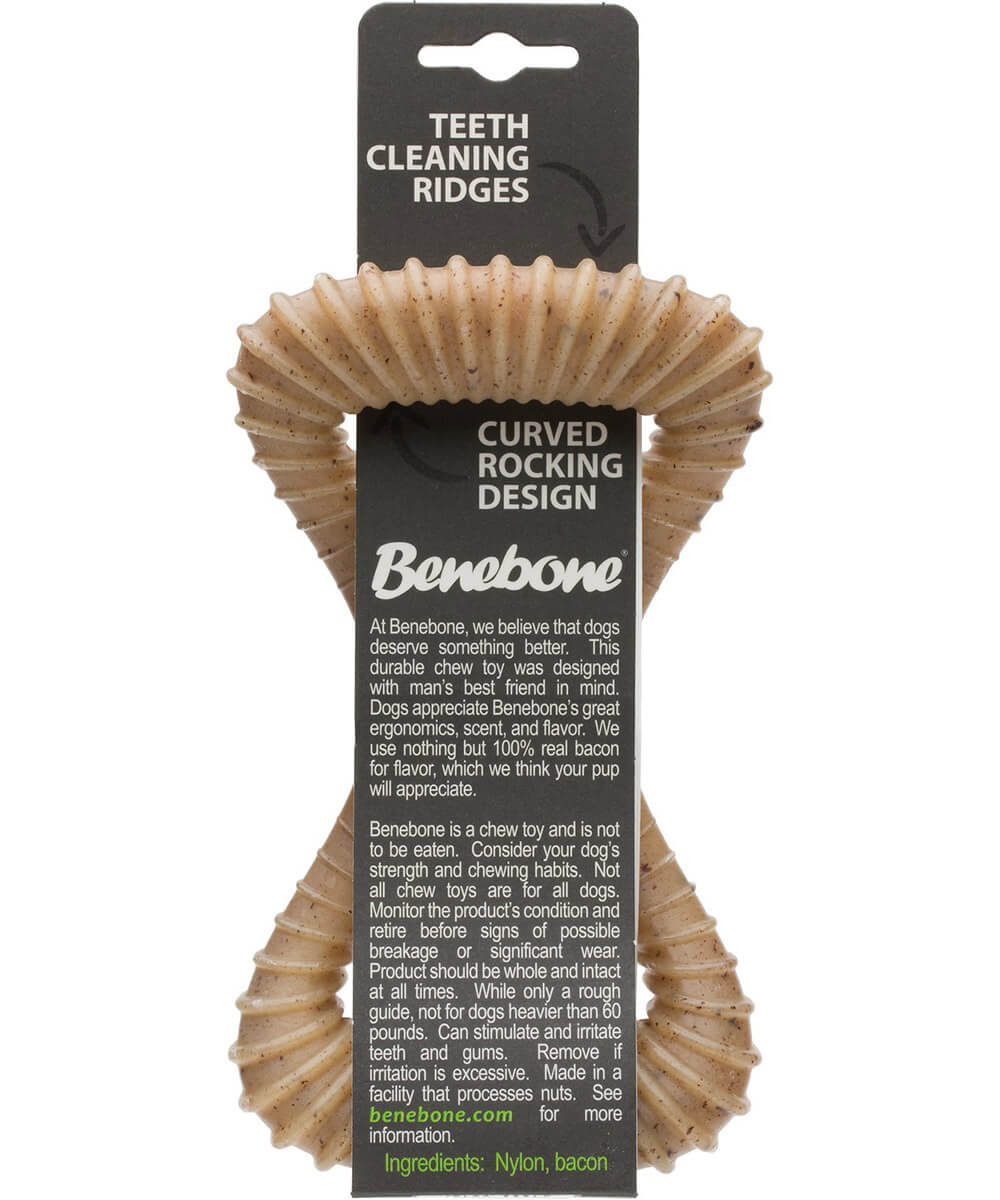 TEETH
CLEANING
RIDGES
CURVED
ROCKING
DESIGN
Benebone®
At Benebone, we believe that dogs
deserve something better. This
durable chew toy was designed
with man's best friend in mind.
Dogs appreciate Benebone's great
ergonomics, scent, and flavor. We
use nothing but 100% real bacon
for flavor, which we think your pup
will appreciate.
Benebone is a chew toy and is not
to be eaten. Consider your dog's
strength and chewing habits. Not
all chew toys are for all dogs.
Monitor the product's condition and
retire before signs of possible
breakage or significant wear.
Product should be whole and intact
at all times. While only a rough
guide, not for dogs heavier than 60
pounds. Can stimulate and irritate
teeth and gums. Remove if
irritation is excessive. Made in a
facility that processes nuts. See
benebone.com for more
information.
Ingredients: Nylon, bacon